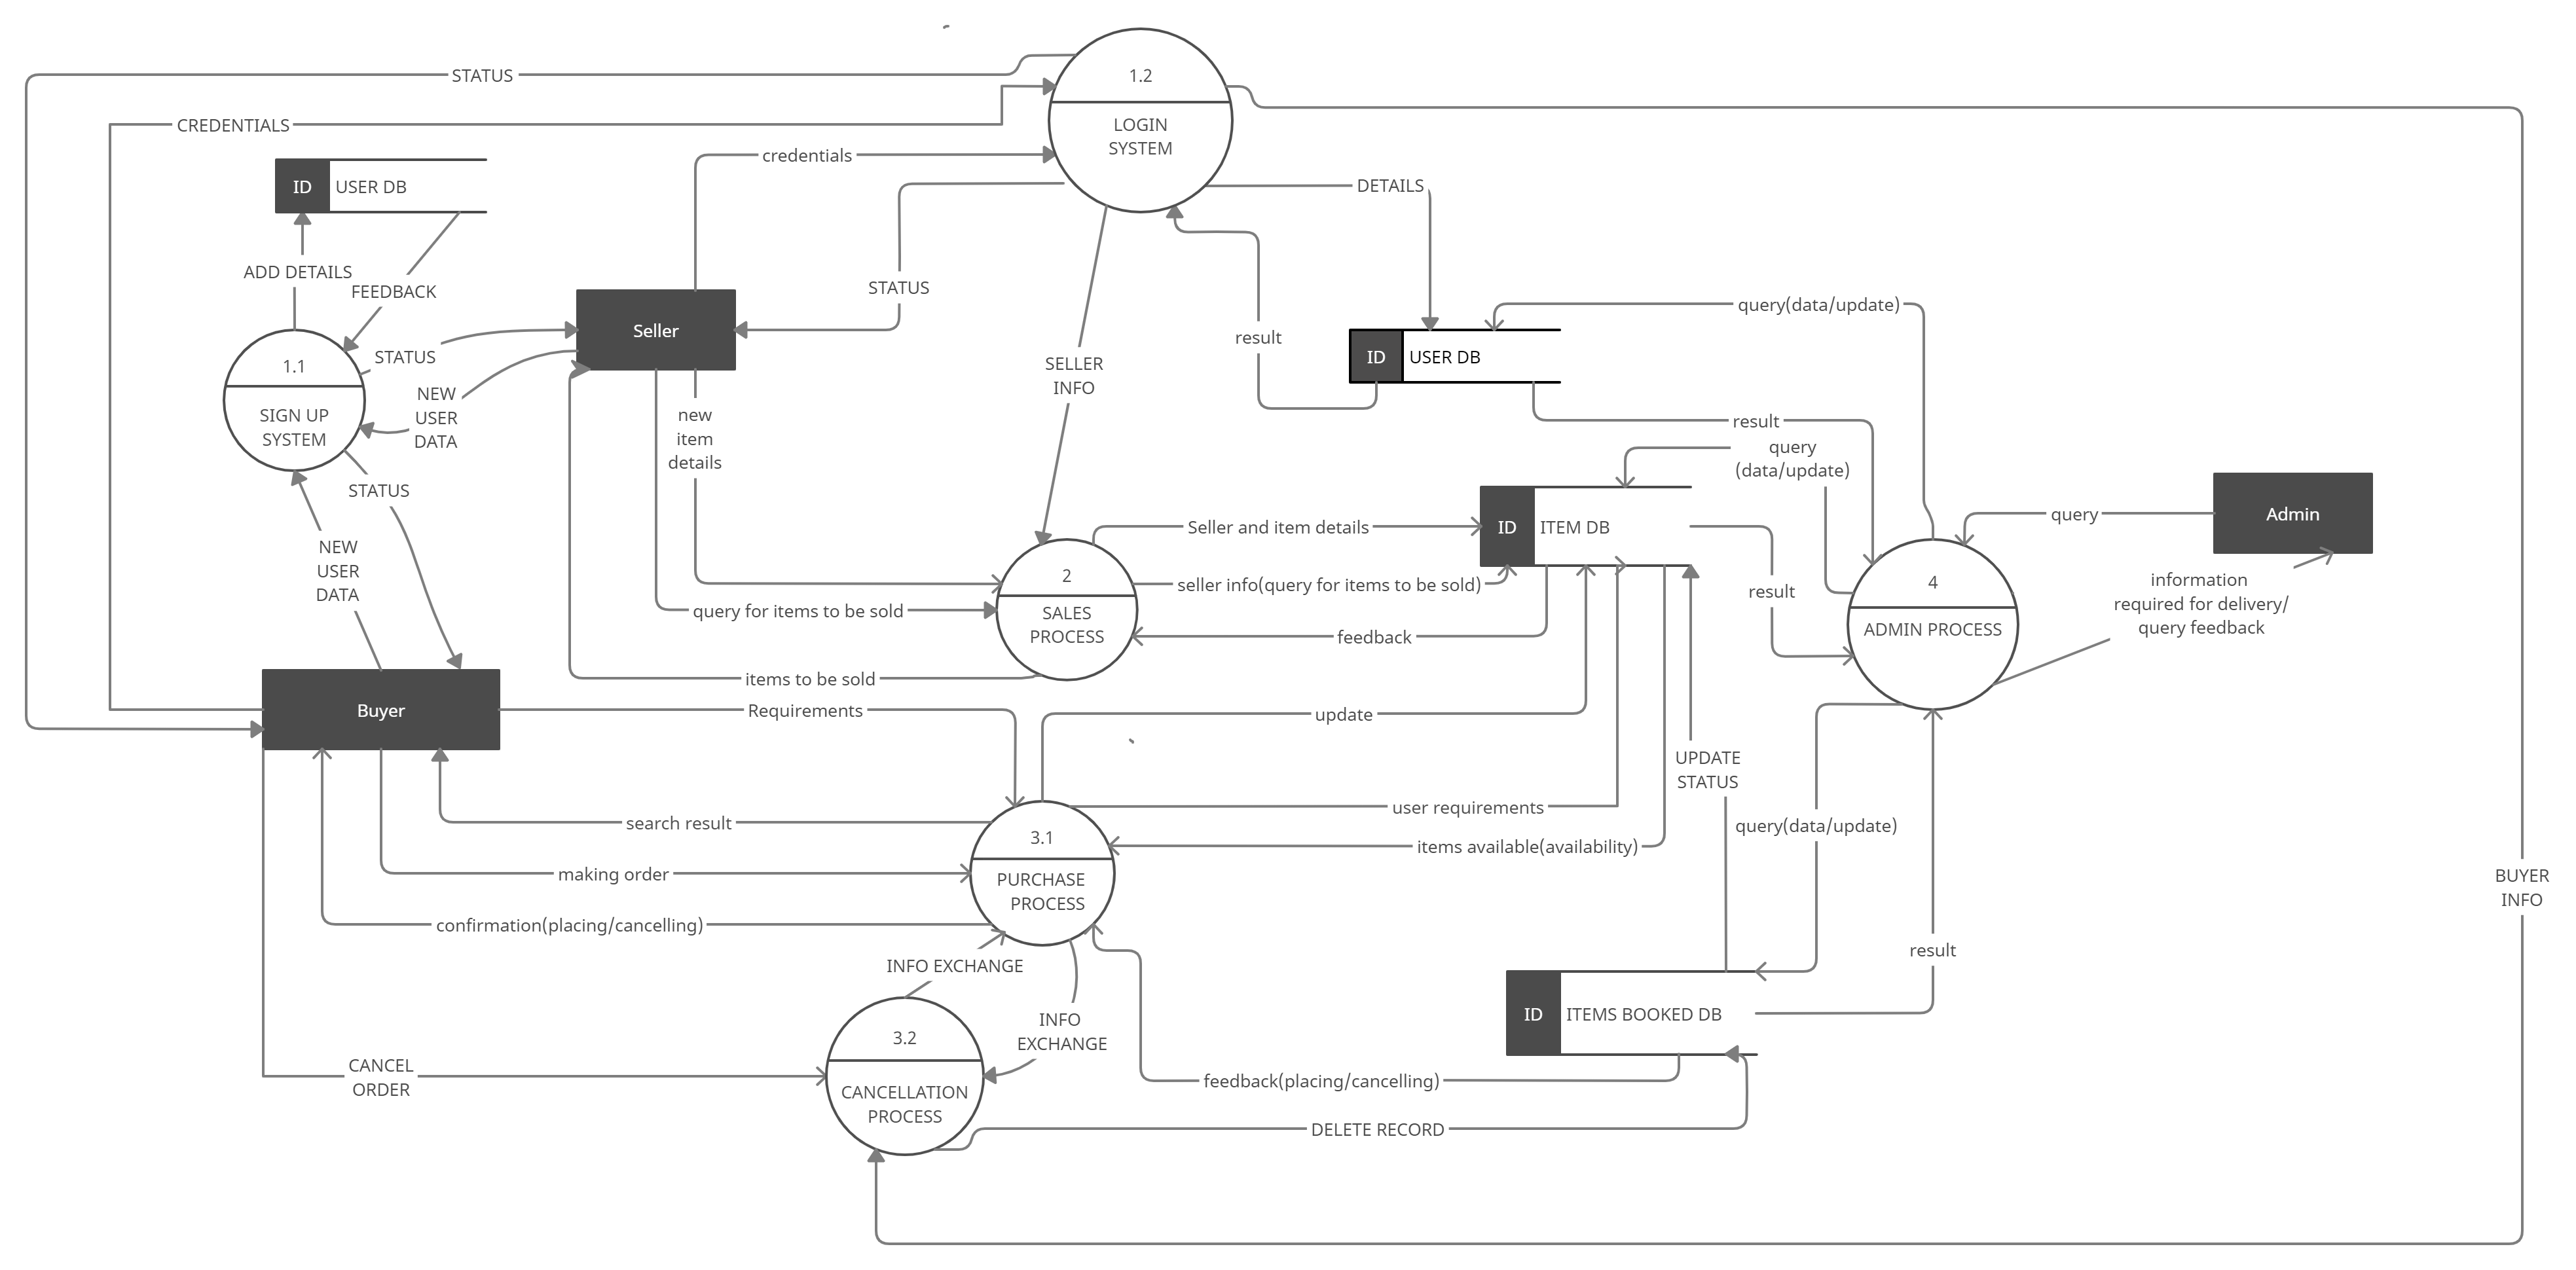 1.2
STATUS
LOGIN
SYSTEM
CREDENTIALS
credentials
ID
USER DB
DETAILS
ADD DETAILS
FEEDBACK
STATUS
query(data/update)
Seller
result
ID
USER DB
STATUS
1.1
SIGN UP
SYSTEM
SELLER
INFO
NEW
USER
DATA
new
item
details
result
query
(data/update)
STATUS
Admin
query
Seller and item details
ID
ITEM DB
NEW
USER
DATA
2
SALES
PROCESS
seller info(query for items to be sold)
result
4
ADMIN PROCESS
information
required for delivery/
query feedback
query for items to be sold
feedback
items to be sold
Buyer
Requirements
update
UPDATE
STATUS
search result
user requirements
query(data/update)
3.1
PURCHASE
PROCESS
items available(availability)
making order
BUYER
INFO
confirmation(placing/cancelling)
result
INFO EXCHANGE
INFO
EXCHANGE
ID
ITEMS BOOKED DB
3.2
CANCELLATION
PROCESS
CANCEL
ORDER
feedback(placing/cancelling)
DELETE RECORD